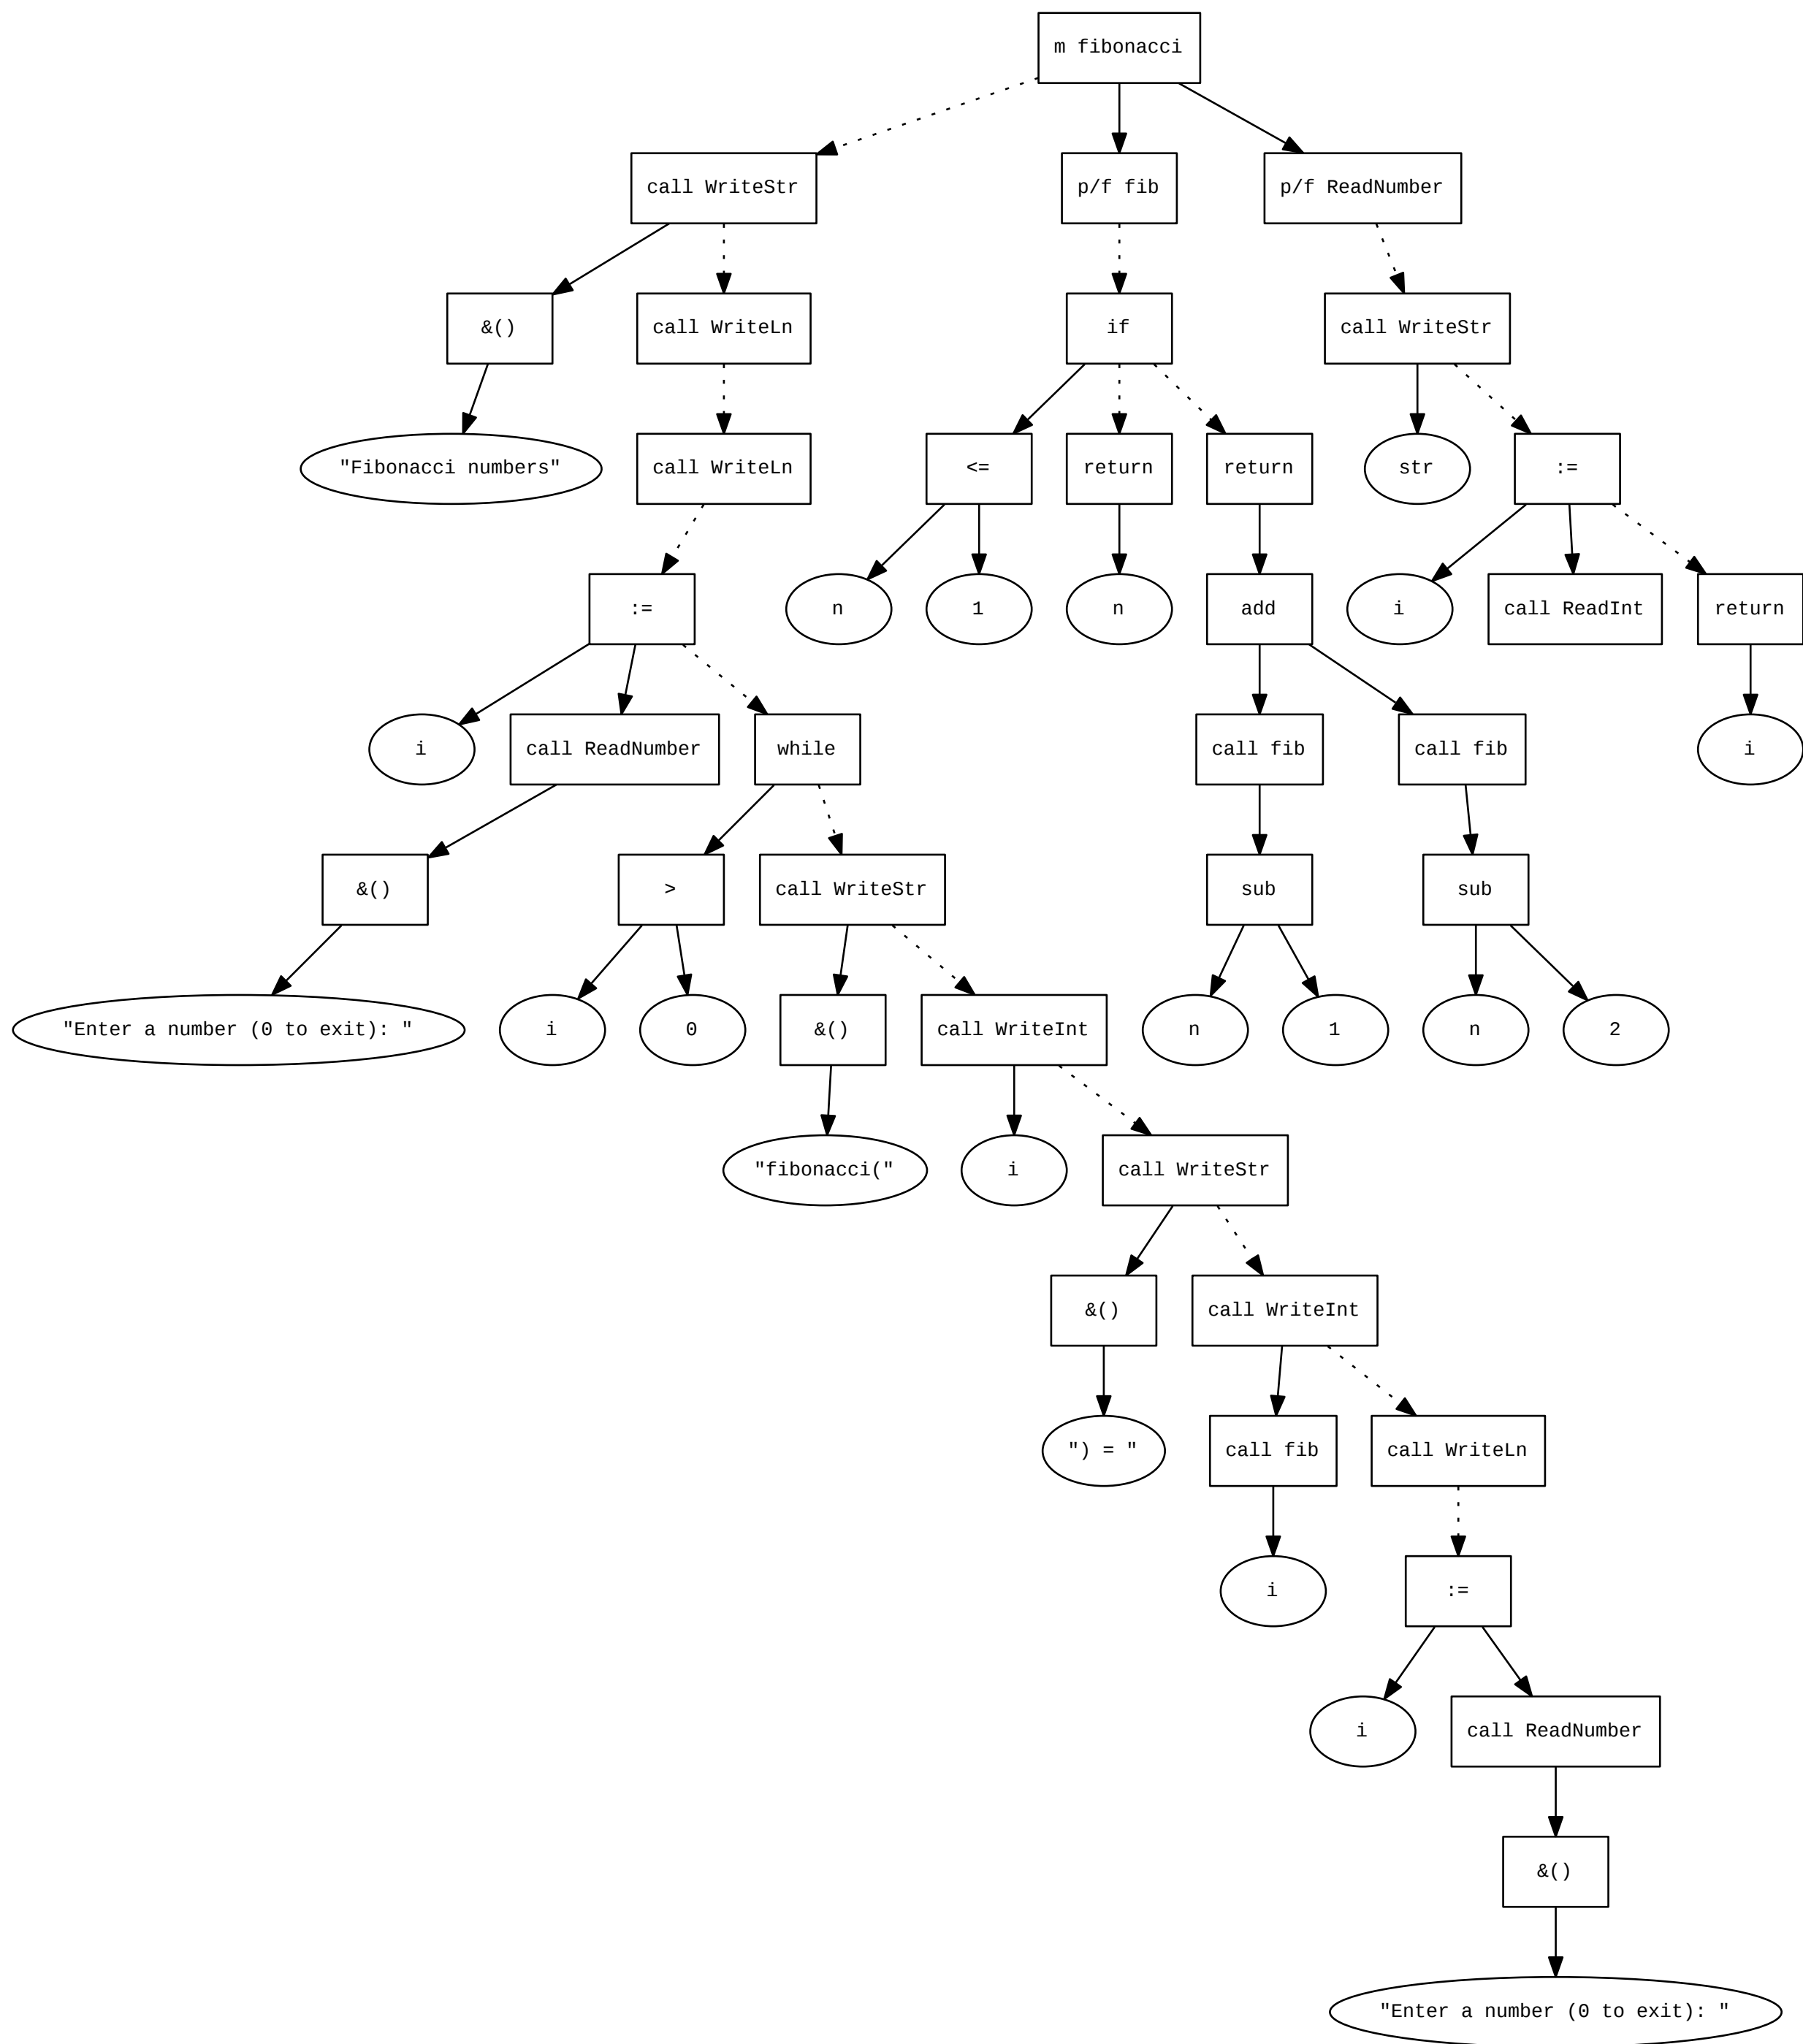 m fibonacci
call WriteStr
p/f fib
p/f ReadNumber
&()
call WriteLn
if
call WriteStr
"Fibonacci numbers"
call WriteLn
<=
return
return
str
:=
:=
n
1
n
add
i
call ReadInt
return
i
call ReadNumber
while
call fib
call fib
i
&()
>
call WriteStr
sub
sub
"Enter a number (0 to exit): "
i
0
&()
call WriteInt
n
1
n
2
"fibonacci("
i
call WriteStr
&()
call WriteInt
") = "
call fib
call WriteLn
i
:=
i
call ReadNumber
&()
"Enter a number (0 to exit): "